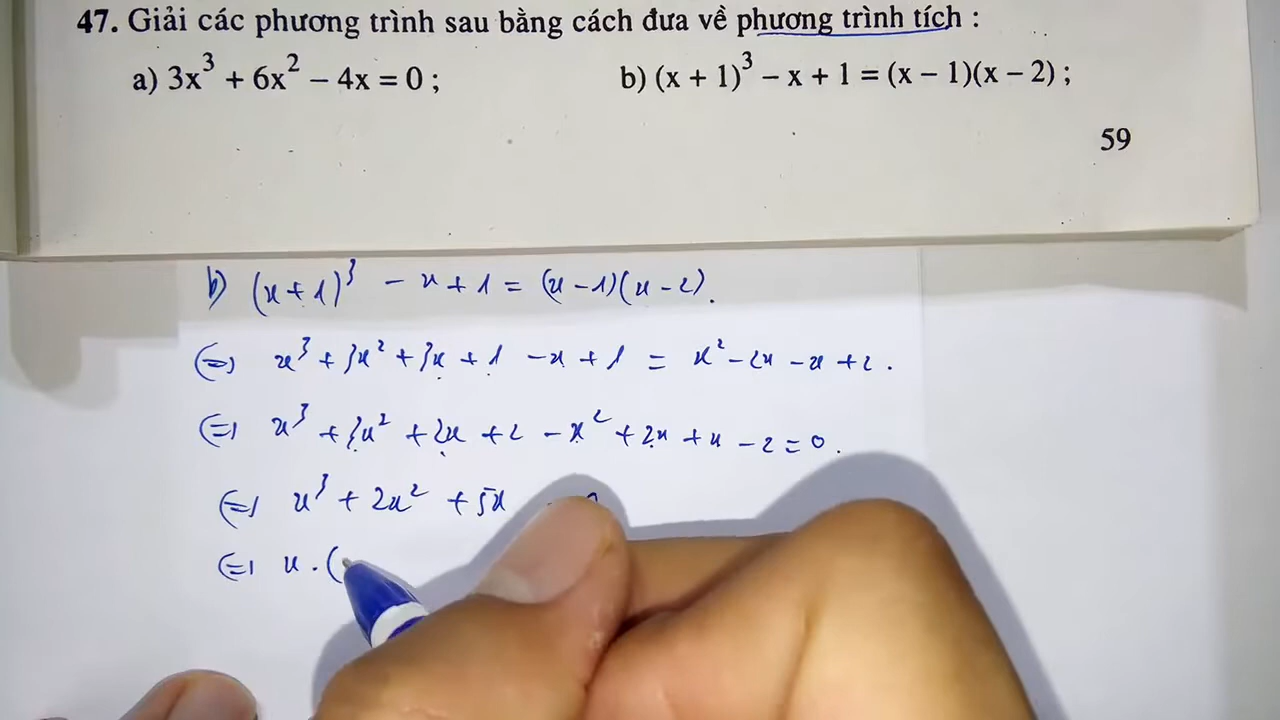 47. Giải các phương trình sau bằng cách đưa về phương trình tích :
a) 3x³ + 6x² – 4x = 0 ; b) (x + 1)³ – x + 1 = (x – 1)(x – 2) ;
59
b) (x+1)³ - x + 1 = (x-1)(x-2).
(=) x³ + 3x² + 3x + 1 - x + 1 = x² - 2x - x + 2.
(=) x³ + 3x² + 2x + 2 - x² + 2x + x - 2 = 0.
(=) x³ + 2x² + 5x
(=) x . (